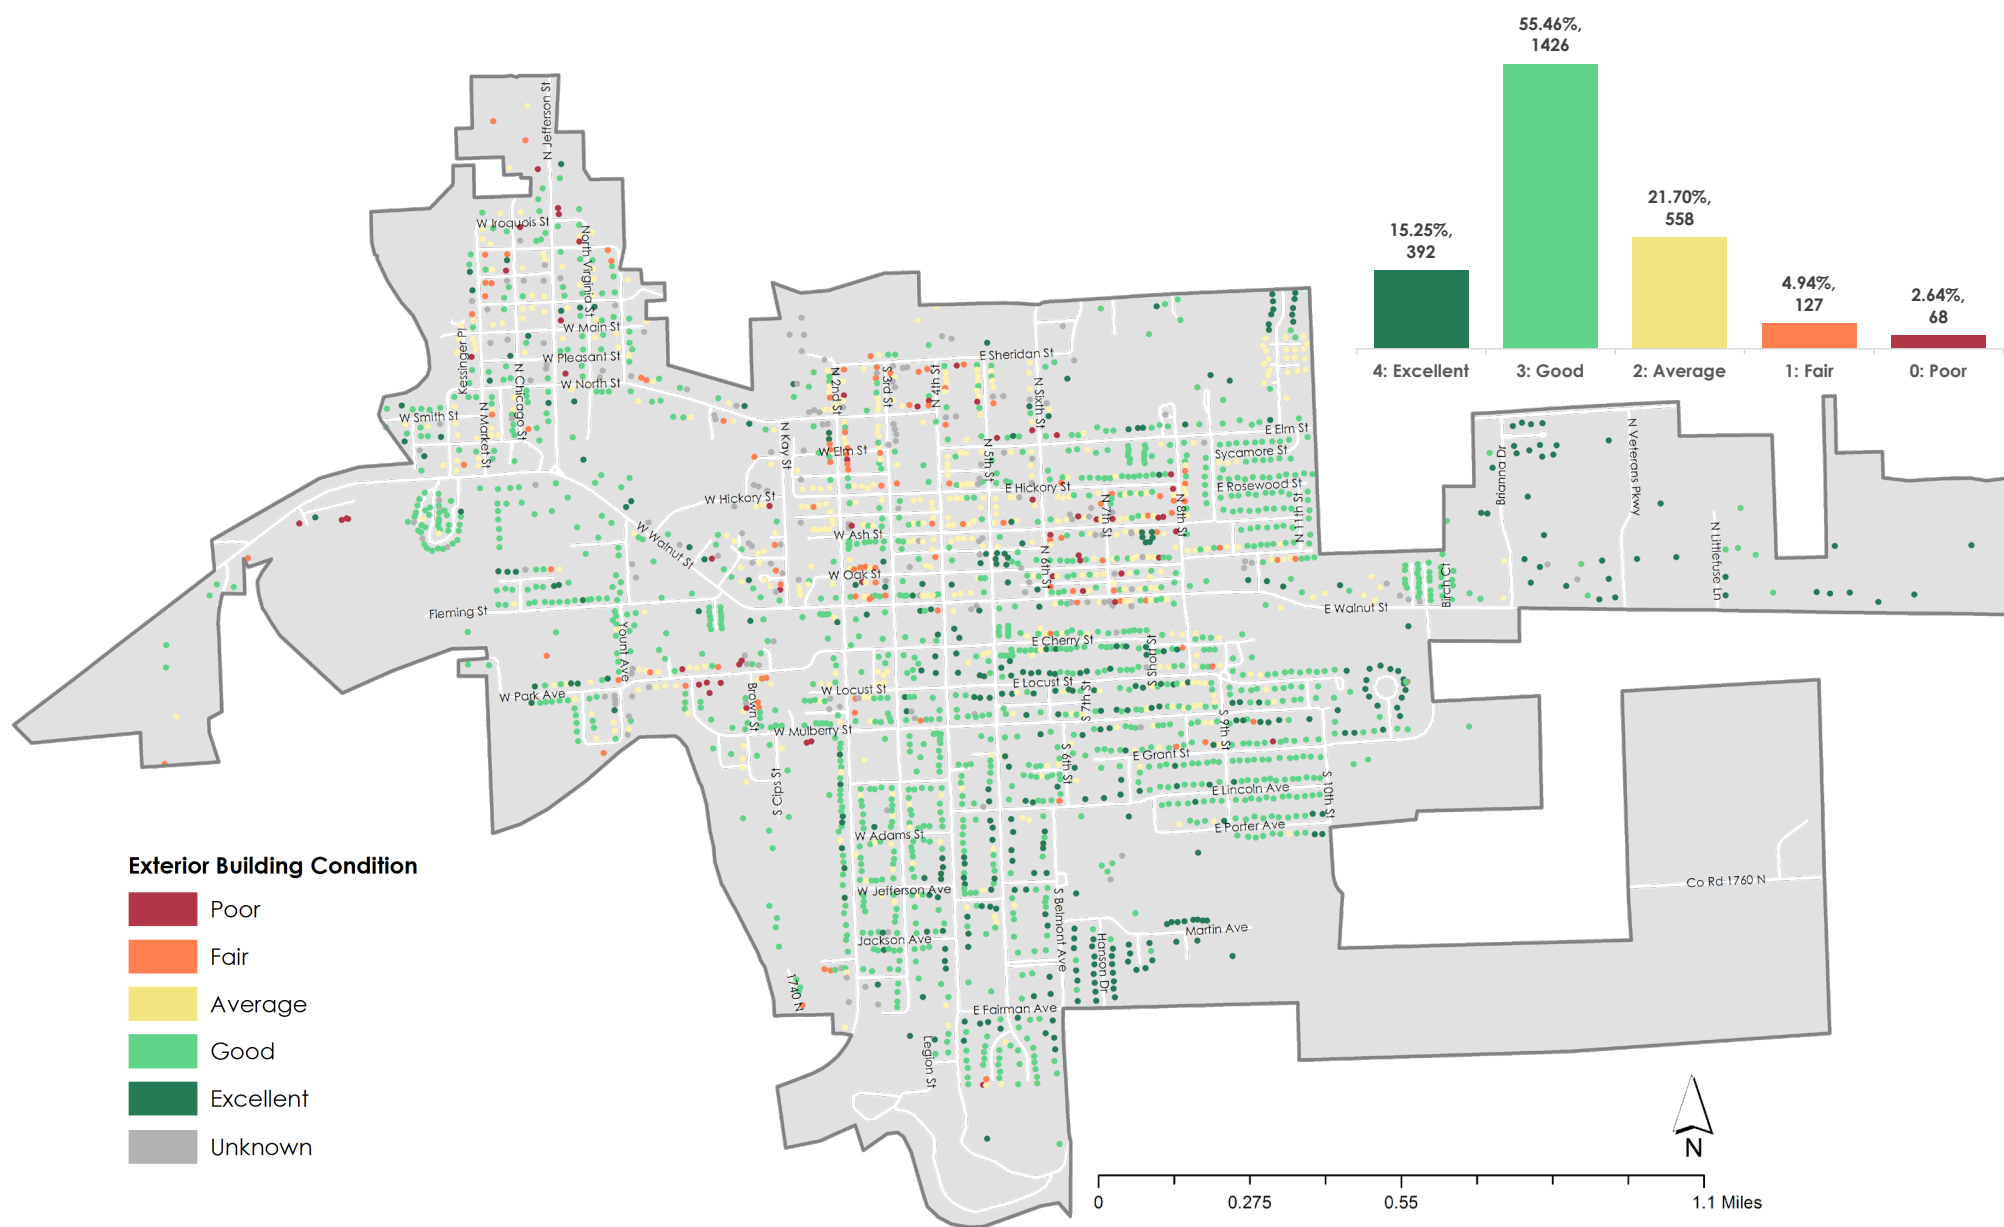 55.46%,
1426
21.70%,
558
15.25%,
392
4.94%,
127
2.64%,
68
4: Excellent
3: Good
2: Average
1: Fair
0: Poor
N Jefferson St
W Iroquois St
North Virginia St
W Main St
Kessinger Pl
W Pleasant St
W North St
N Chicago St
W Smith St
N Market St
E Sheridan St
N 2nd St
S 3rd St
N 4th St
N Sixth St
N Kay St
W Elm St
N 5th St
E Elm St
Sycamore St
E Rosewood St
N 11th St
E Hickory St
W Hickory St
N 7th St
N 8th St
W Walnut St
W Ash St
W Oak St
N 6th St
Brianna Dr
N Veterans Pkwy
N Littlefuse Ln
Birch Ct
E Walnut St
Fleming St
Yount Ave
E Cherry St
S 8th St
W Park Ave
Brown St
W Locust St
E Locust St
S 7th St
W Mulberry St
S 9th St
S 6th St
E Grant St
S Cids St
E Lincoln Ave
S 10th St
W Adams St
E Porter Ave
W Jefferson Ave
S Belmont Ave
Co Rd 1760 N
Jackson Ave
Hanson Dr
Martin Ave
1740 N
E Fairman Ave
Legion St
Exterior Building Condition
Poor
Fair
Average
Good
Excellent
Unknown
N
0
0.275
0.55
1.1 Miles